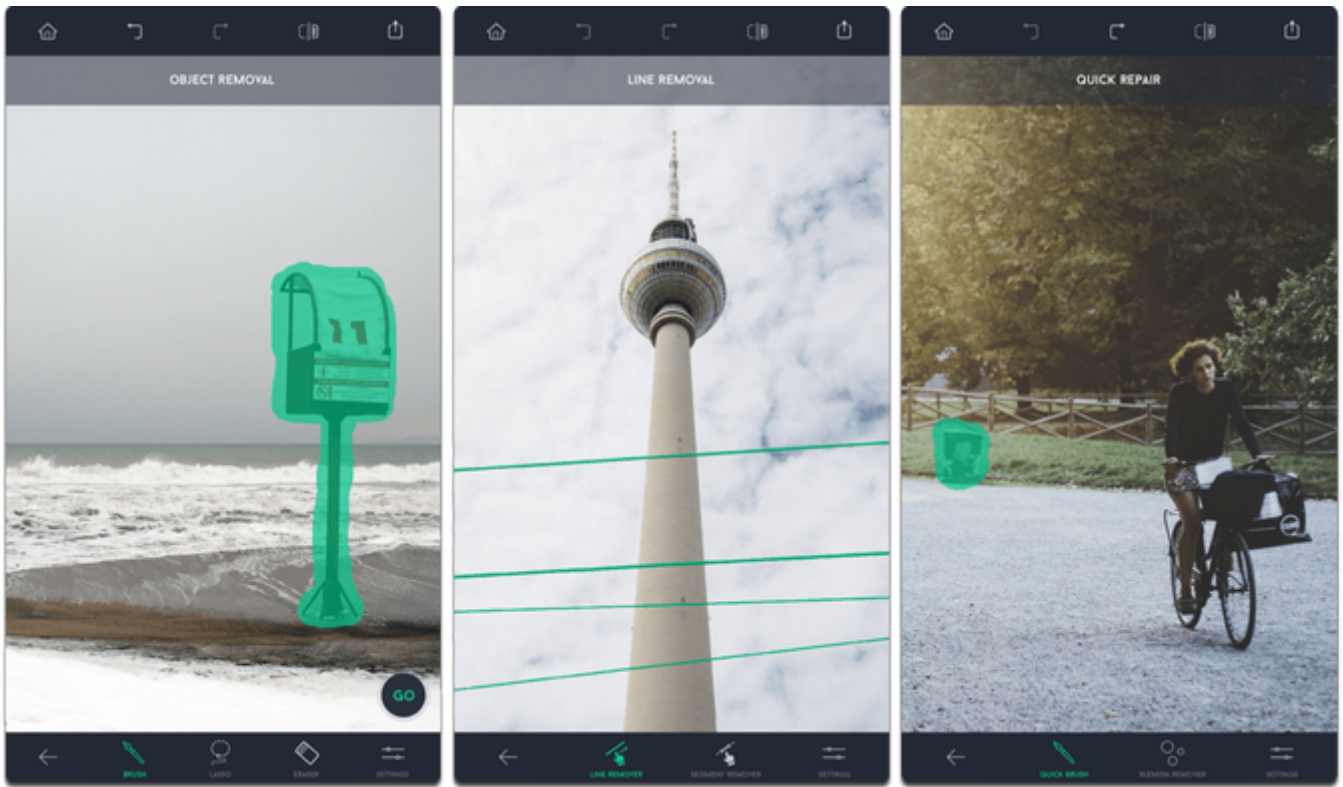 OBJECT REMOVAL
11
GO
BRUSH
LASSO
ERASER
SETTINGS
LINE REMOVAL
LINE REMOVER
SEGMENT REMOVER
SETTINGS
QUICK REPAIR
QUICK BRUSH
BLEMISH REMOVER
SETTINGS